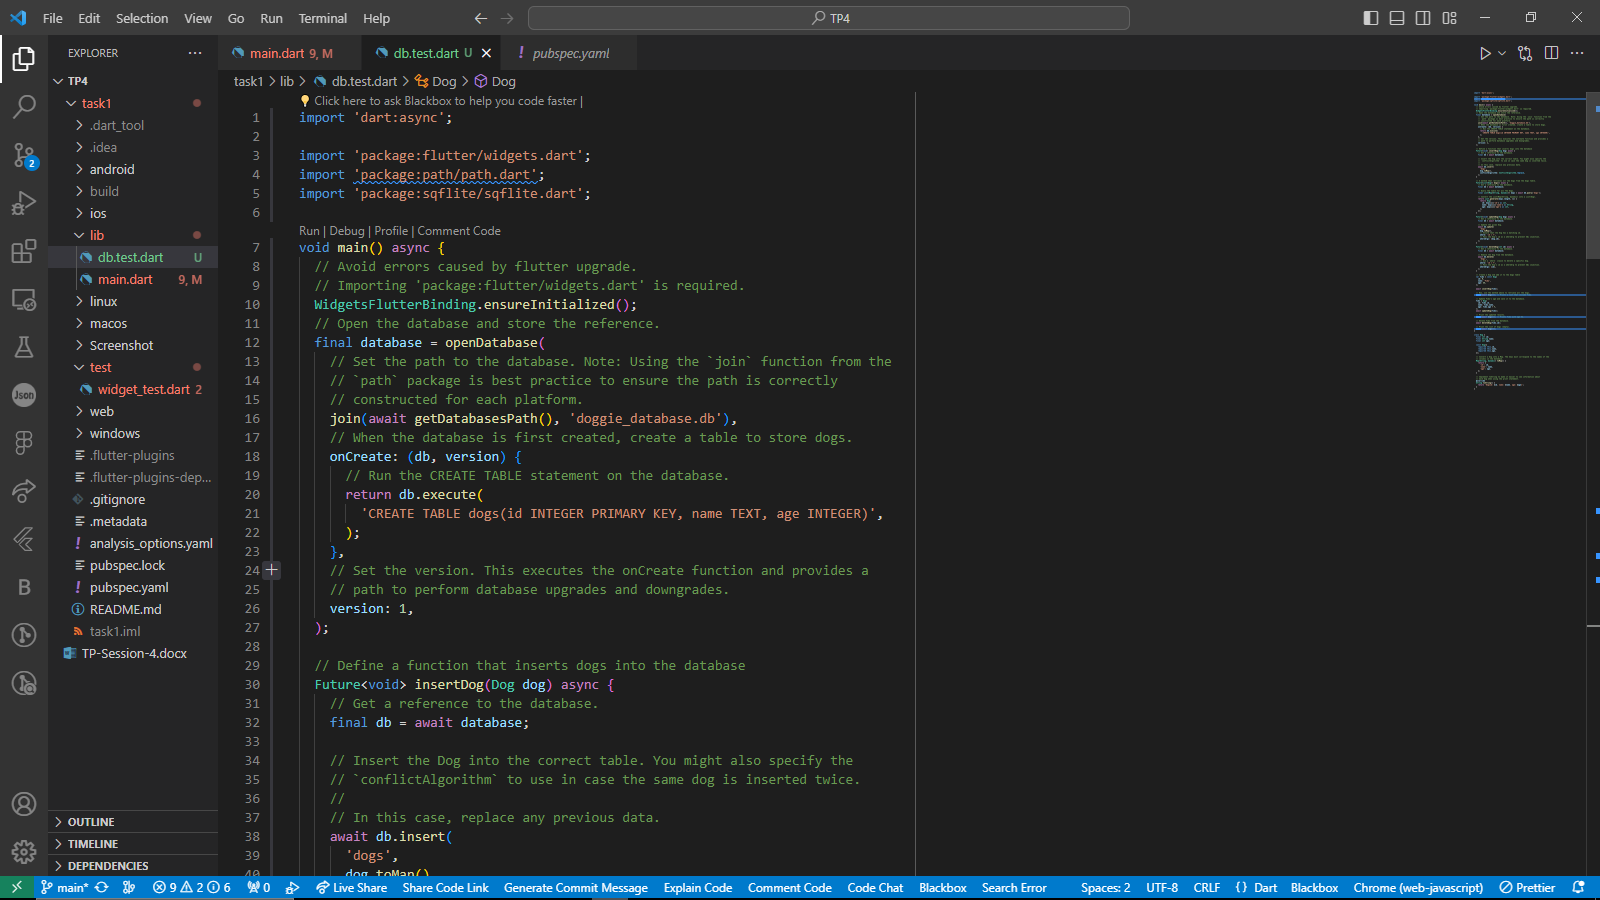 File Edit Selection View Go Run Terminal Help
TP4
EXPLORER
TP4
task1
.dart_tool
.idea
android
build
ios
lib
db.test.dart U
main.dart 9, M
linux
macos
Screenshot
test
widget_test.dart 2
web
windows
.flutter-plugins
.flutter-plugins-dep...
.gitignore
.metadata
analysis_options.yaml
pubspec.lock
pubspec.yaml
README.md
task1.iml
TP-Session-4.docx
OUTLINE
TIMELINE
DEPENDENCIES
2
Json
B
main.dart 9, M db.test.dart U pubspec.yaml
task1 > lib > db.test.dart > Dog > Dog
Click here to ask Blackbox to help you code faster |
1 import 'dart:async';
2
3 import 'package:flutter/widgets.dart';
4 import 'package:path/path.dart';
5 import 'package:sqflite/sqflite.dart';
6
Run | Debug | Profile | Comment Code
7 void main() async {
8 // Avoid errors caused by flutter upgrade.
9 // Importing 'package:flutter/widgets.dart' is required.
10 WidgetsFlutterBinding.ensureInitialized();
11 // Open the database and store the reference.
12 final database = openDatabase(
13 // Set the path to the database. Note: Using the `join` function from the
14 // `path` package is best practice to ensure the path is correctly
15 // constructed for each platform.
16 join(await getDatabasesPath(), 'doggie_database.db'),
17 // When the database is first created, create a table to store dogs.
18 onCreate: (db, version) {
19 // Run the CREATE TABLE statement on the database.
20 return db.execute(
21 'CREATE TABLE dogs(id INTEGER PRIMARY KEY, name TEXT, age INTEGER)',
22 );
23 },
24 // Set the version. This executes the onCreate function and provides a
25 // path to perform database upgrades and downgrades.
26 version: 1,
27 );
28
29 // Define a function that inserts dogs into the database
30 Future<void> insertDog(Dog dog) async {
31 // Get a reference to the database.
32 final db = await database;
33
34 // Insert the Dog into the correct table. You might also specify the
35 // `conflictAlgorithm` to use in case the same dog is inserted twice.
36 //
37 // In this case, replace any previous data.
38 await db.insert(
39 'dogs',
40 dog.toMap()
main* 9 2 6 0 Live Share Share Code Link Generate Commit Message Explain Code Comment Code Code Chat Blackbox Search Error Spaces: 2 UTF-8 CRLF {} Dart Blackbox Chrome (web-javascript) Prettier